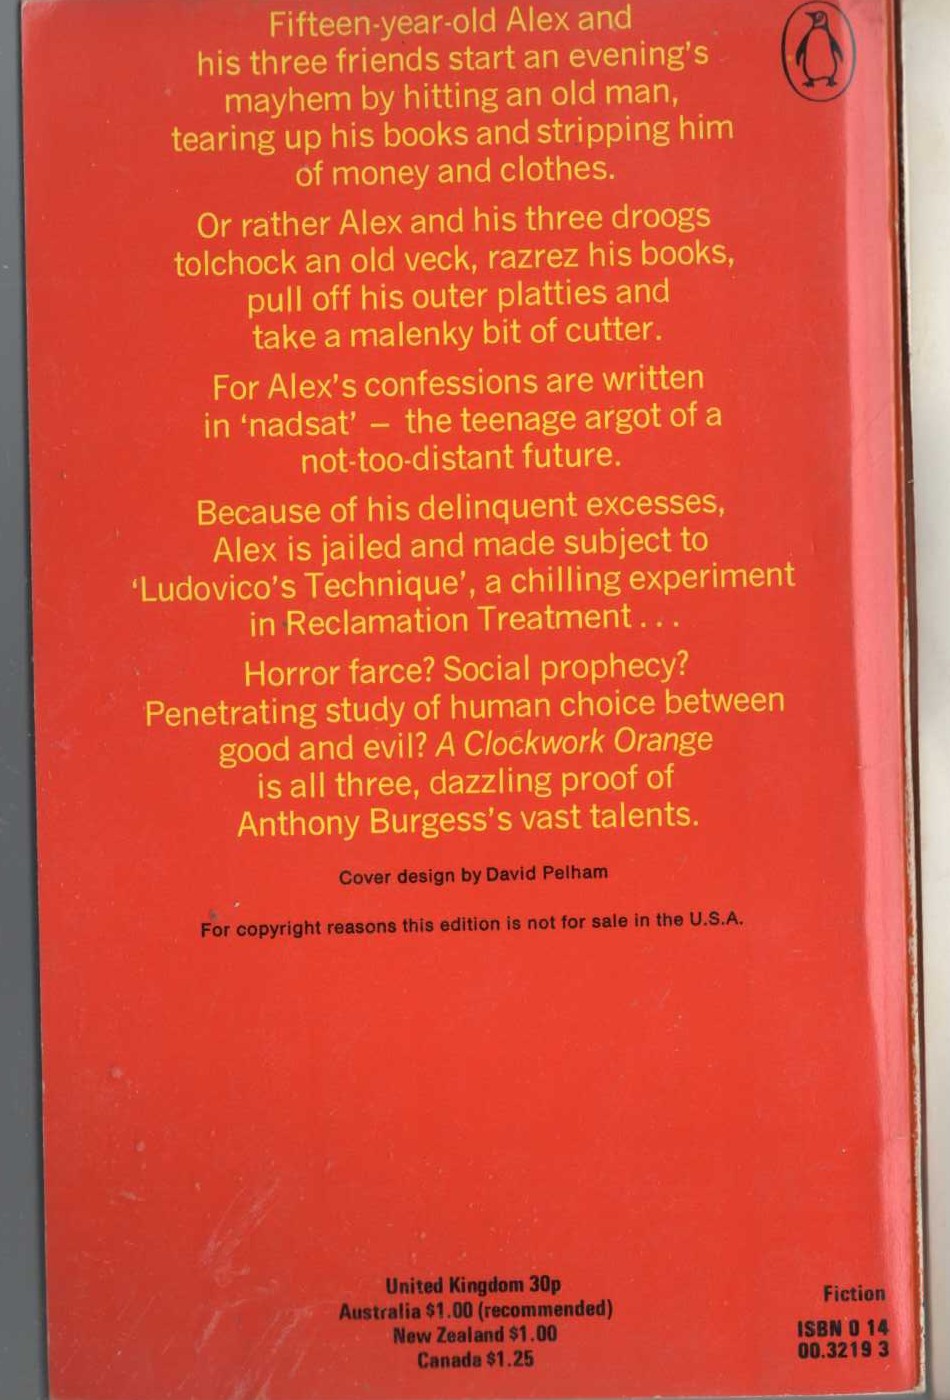 Fifteen-year-old Alex and
his three friends start an evening's
mayhem by hitting an old man,
tearing up his books and stripping him
of money and clothes.
Or rather Alex and his three droogs
tolchock an old veck, razrez his books,
pull off his outer platties and
take a malenky bit of cutter.
For Alex's confessions are written
in 'nadsat' – the teenage argot of a
not-too-distant future.
Because of his delinquent excesses,
Alex is jailed and made subject to
'Ludovico's Technique', a chilling experiment
in Reclamation Treatment . . .
Horror farce? Social prophecy?
Penetrating study of human choice between
good and evil? A Clockwork Orange
is all three, dazzling proof of
Anthony Burgess's vast talents.
Cover design by David Pelham
For copyright reasons this edition is not for sale in the U.S.A.
United Kingdom 30p
Australia $1.00 (recommended)
New Zealand $1.00
Canada $1.25
Fiction
ISBN 0 14
00.3219 3